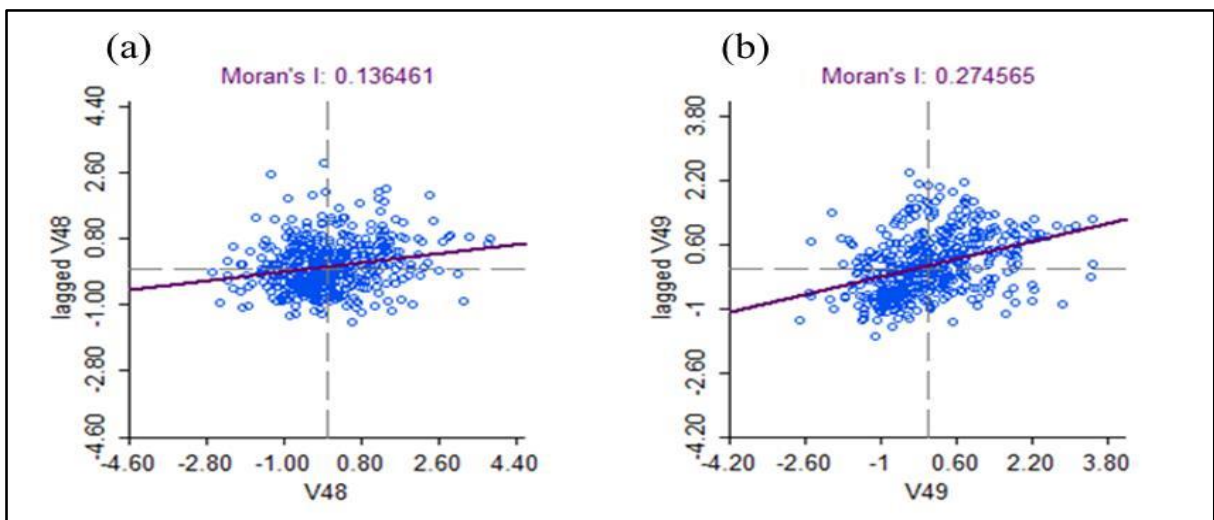 (a)
Moran's I: 0.136461
4.40
2.60
0.80
-1.00
-2.80
-4.60
lagged V48
-4.60 -2.80 -1.00 0.80 2.60 4.40
V48
(b)
Moran's I: 0.274565
3.80
2.20
0.60
-1
-2.60
-4.20
lagged V49
-4.20 -2.60 -1 0.60 2.20 3.80
V49